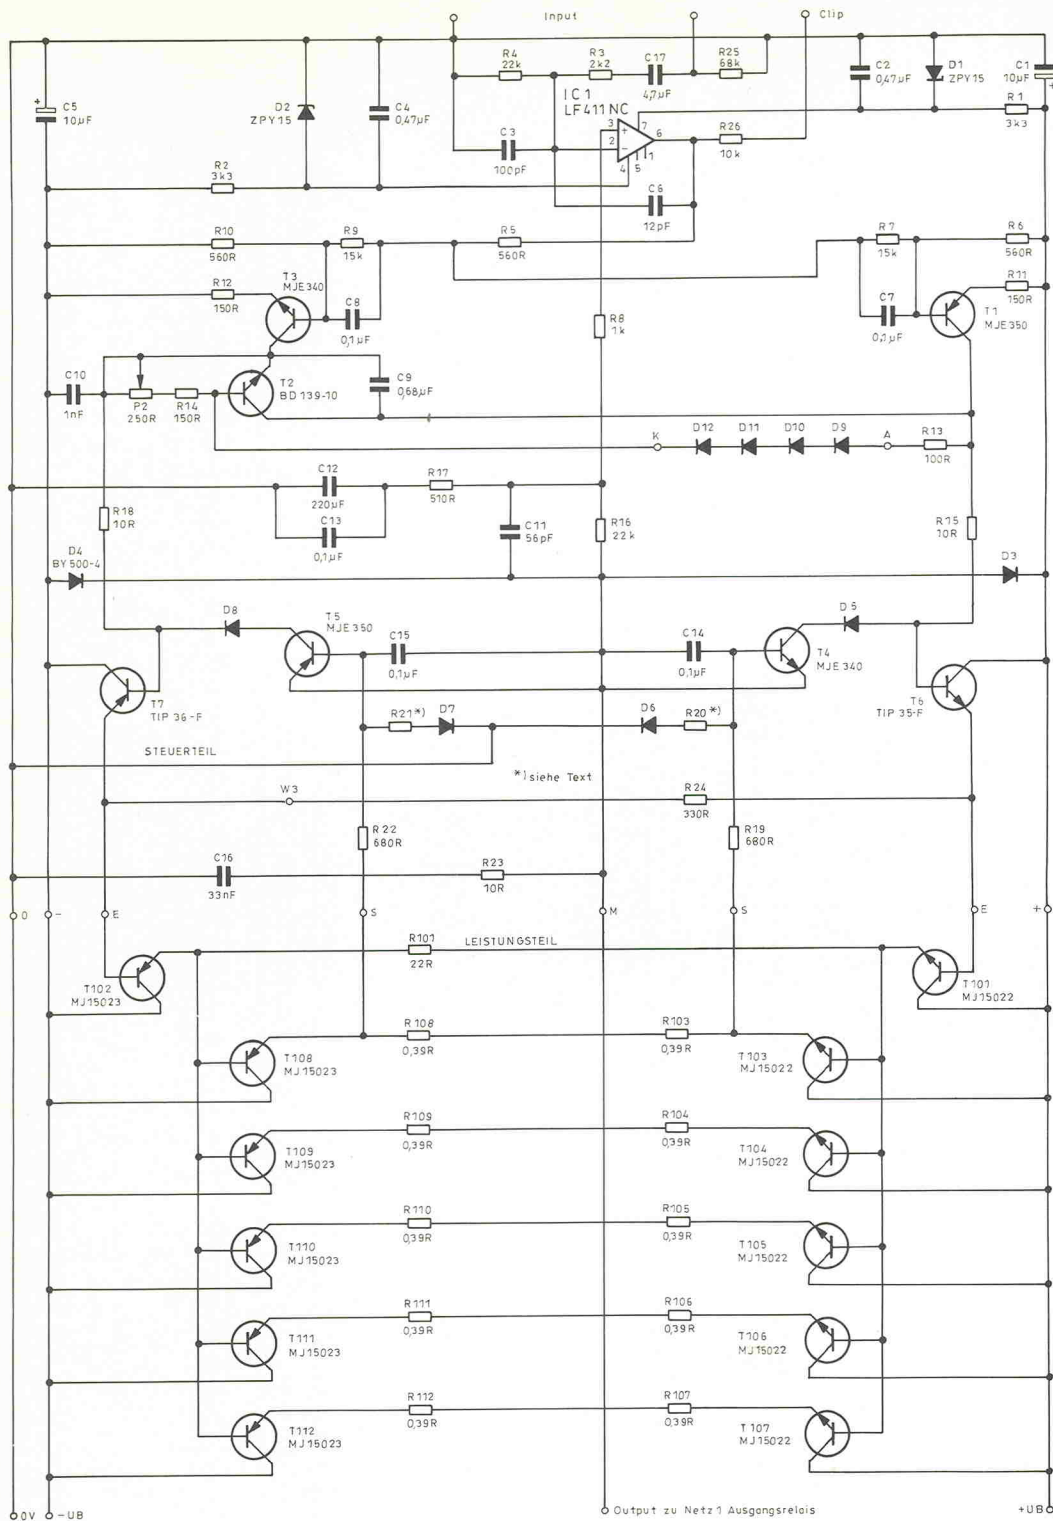 Input
Clip
R4
22k
R3
2k2
C17
4,7µF
R25
68k
C5
10µF
D2
ZPY15
C4
0,47µF
IC1
LF411NC
C2
0,47µF
D1
ZPY15
C1
10µF
R1
3k3
C3
100pF
3
+
7
2
−
6
4
5
1
R26
10k
R2
3k3
C6
12pF
R10
560R
R9
15k
R5
560R
R7
15k
R6
560R
R12
150R
T3
MJE340
C8
0,1µF
R8
1k
C7
0,1µF
R11
150R
T1
MJE350
C10
1nF
P2
250R
R14
150R
T2
BD139-10
C9
0,68µF
K
D12
D11
D10
D9
A
R13
100R
R18
10R
C12
220µF
C13
0,1µF
R17
510R
C11
56pF
R16
22k
R15
10R
D4
BY500-4
D3
D8
T5
MJE350
C15
0,1µF
C14
0,1µF
D5
T4
MJE340
T7
TIP 36-F
R21*)
D7
D6
R20*)
T6
TIP 35-F
STEUERTEIL
*) siehe Text
W3
R24
330R
R22
680R
R19
680R
C16
33nF
R23
10R
0
-
E
S
M
S
E
+
R101
22R
LEISTUNGSTEIL
T102
MJ15023
T101
MJ15022
R108
0,39R
R103
0,39R
T108
MJ15023
T103
MJ15022
R109
0,39R
R104
0,39R
T109
MJ15023
T104
MJ15022
R110
0,39R
R105
0,39R
T110
MJ15023
T105
MJ15022
R111
0,39R
R106
0,39R
T111
MJ15023
T106
MJ15022
R112
0,39R
R107
0,39R
T112
MJ15023
T107
MJ15022
0V
-UB
Output zu Netz1 Ausgangsrelais
+UB